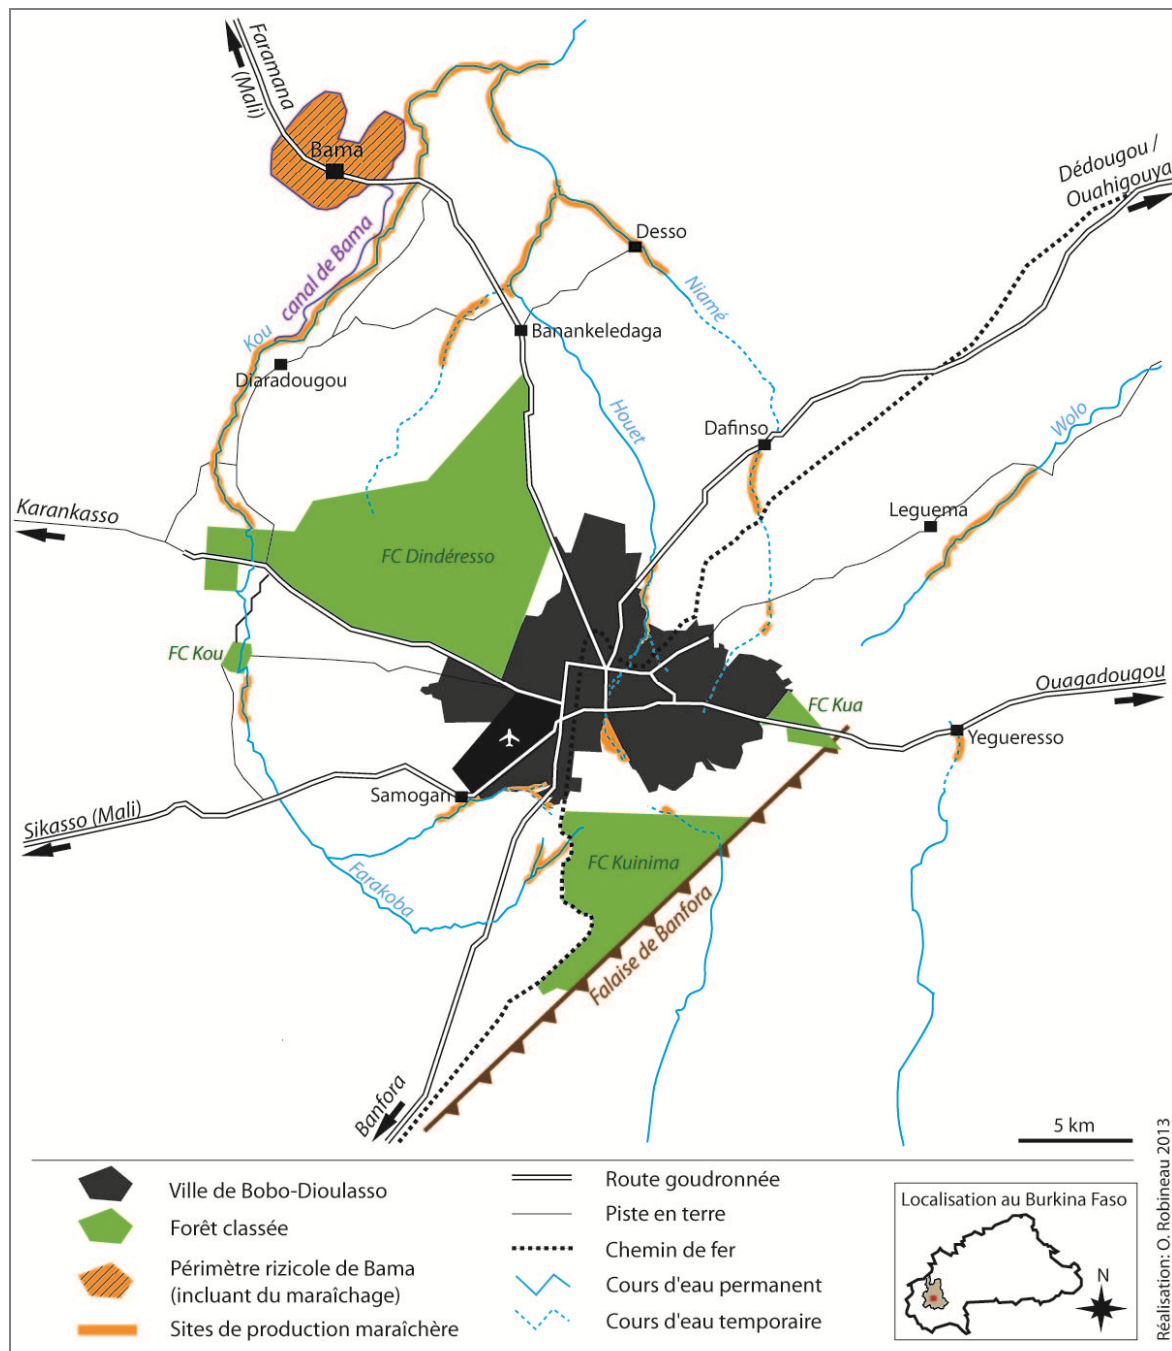 Faramana
(Mali)
Bama
Dédougou /
Ouahigouya
Desso
canal de Bama
Niamé
Kou
Banankeledaga
Diaradougou
Houet
Dafinso
Wolo
Karankasso
Leguema
FC Dindéresso
FC Kou
Ouagadougou
FC Kua
Yegueresso
Samogan
Sikasso (Mali)
FC Kuinima
Farakoba
Falaise de Banfora
Banfora
5 km
Ville de Bobo-Dioulasso
Forêt classée
Périmètre rizicole de Bama
(incluant du maraîchage)
Sites de production maraîchère
Route goudronnée
Piste en terre
Chemin de fer
Cours d'eau permanent
Cours d'eau temporaire
Localisation au Burkina Faso
N
Réalisation: O. Robineau 2013